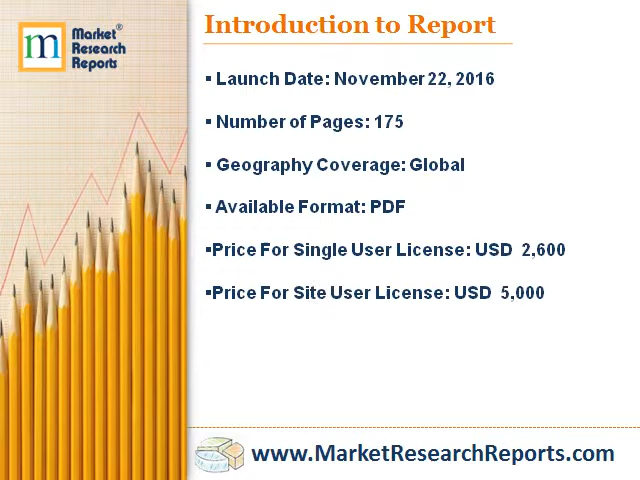 m
Market®
Research
Reports
Introduction to Report
▪ Launch Date: November 22, 2016
▪ Number of Pages: 175
▪ Geography Coverage: Global
▪ Available Format: PDF
▪Price For Single User License: USD 2,600
▪Price For Site User License: USD 5,000
www.MarketResearchReports.com